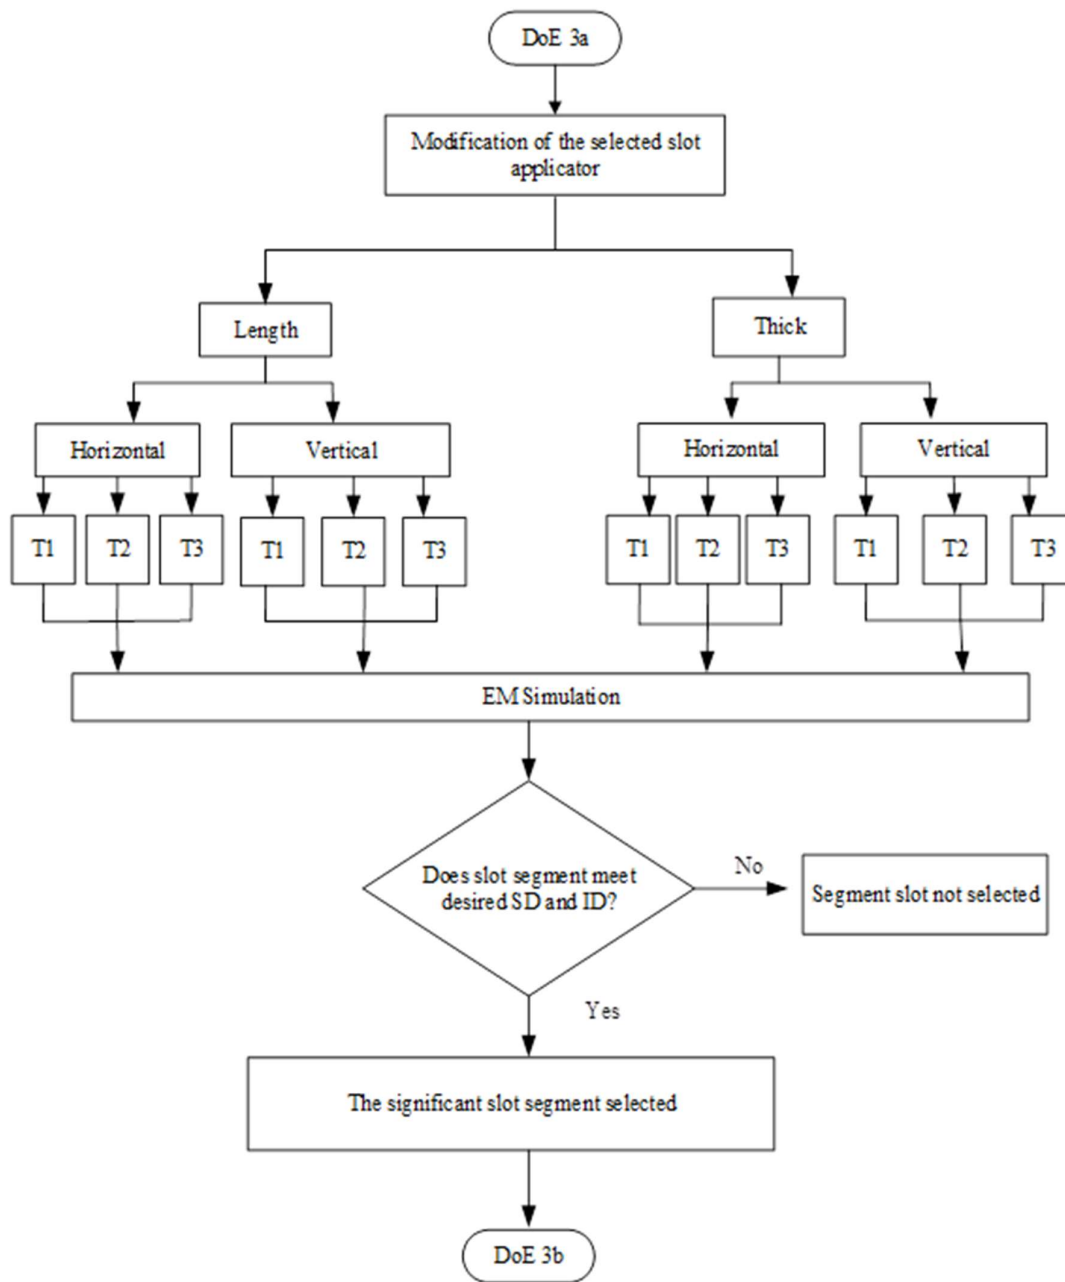 DoE 3a
Modification of the selected slot
applicator
Length
Thick
Horizontal
Vertical
Horizontal
Vertical
T1
T2
T3
T1
T2
T3
T1
T2
T3
T1
T2
T3
EM Simulation
Does slot segment meet
desired SD and ID?
No
Segment slot not selected
Yes
The significant slot segment selected
DoE 3b